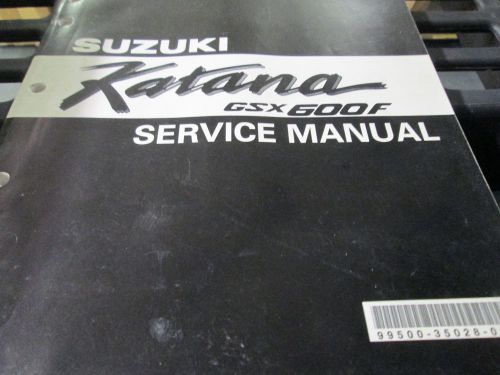 SUZUKI
Katana
GSX600F
SERVICE MANUAL
99500-35028-0